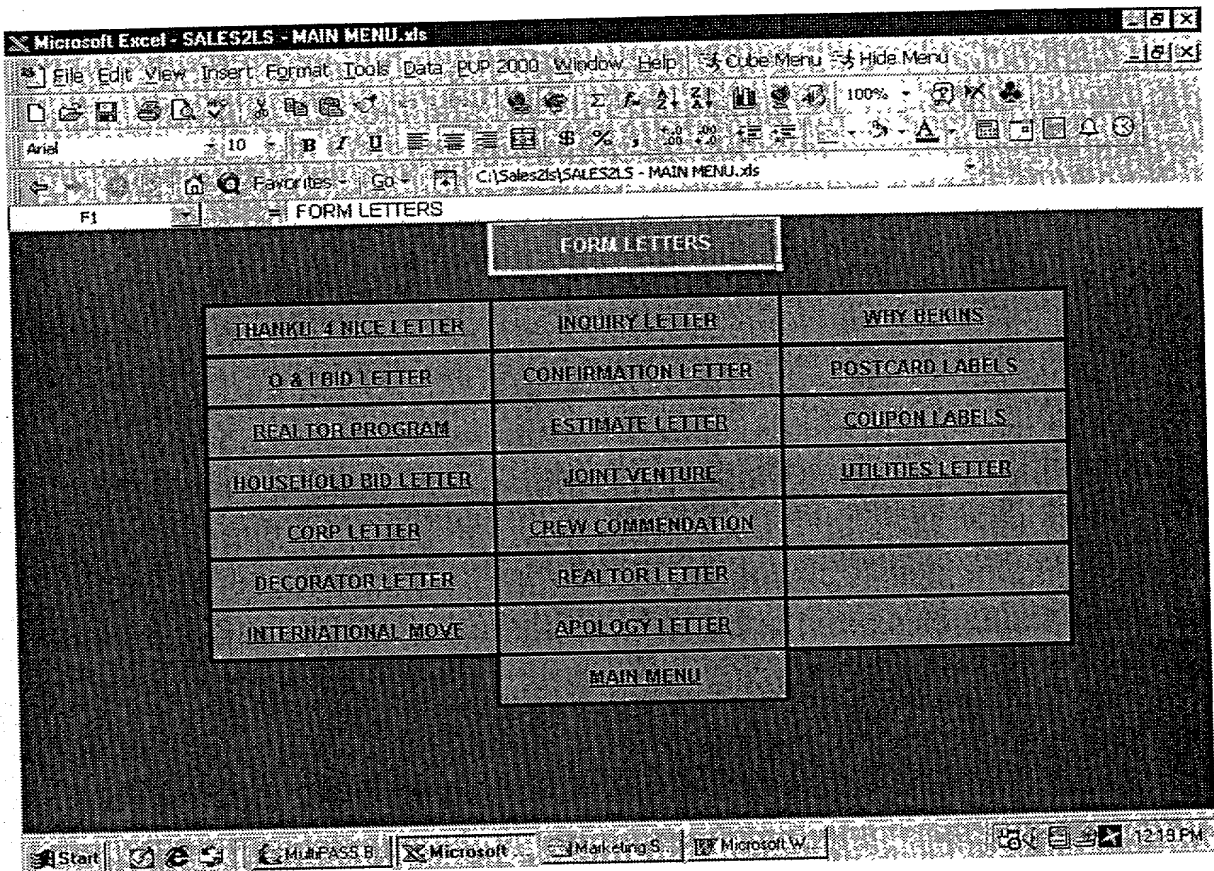 Microsoft Excel - SALES2LS - MAIN MENU.xls
File Edit View Insert Format Tools Data PUP 2000 Window Help Cube Menu Hide Menu
100%
Arial 10 B I U $ % ,
Favorites Go C:\Sales2ls\SALES2LS - MAIN MENU.xls
F1 = FORM LETTERS
FORM LETTERS
THANKU 4 NICE LETTER INQUIRY LETTER WHY BEKINS
O & I BID LETTER CONFIRMATION LETTER POSTCARD LABELS
REALTOR PROGRAM ESTIMATE LETTER COUPON LABELS
HOUSEHOLD BID LETTER JOINT VENTURE UTILITIES LETTER
CORP LETTER CREW COMMENDATION
DECORATOR LETTER REALTOR LETTER
INTERNATIONAL MOVE APOLOGY LETTER
MAIN MENU
Start MultiPASS B... Microsoft ... Marketing S... Microsoft W... 12:19 PM